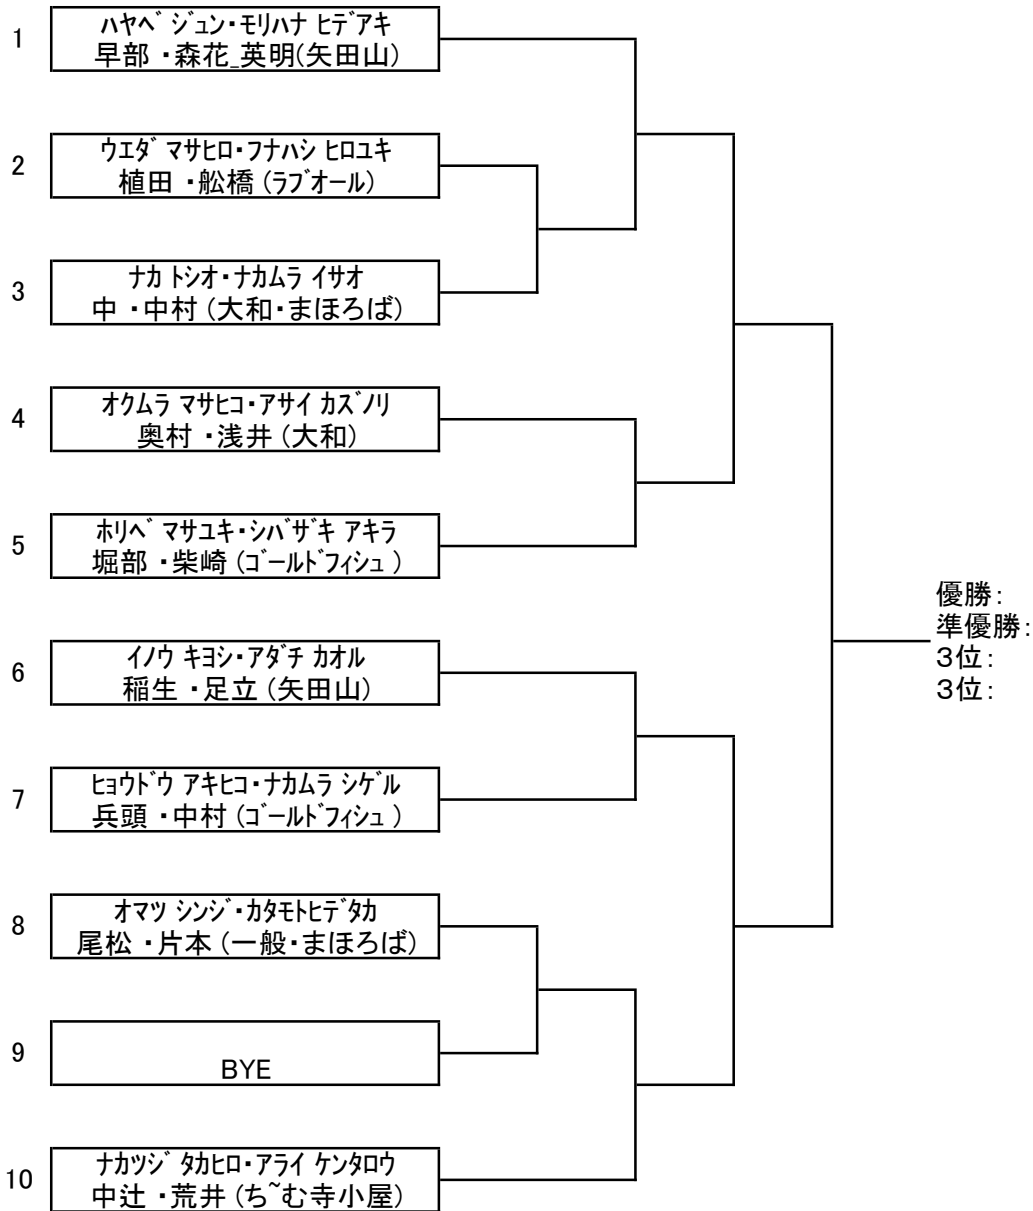 1
ﾊﾔﾍﾞ ｼﾞｭﾝ・ﾓﾘﾊﾅ ﾋﾃﾞｱｷ
早部 ・森花_英明(矢田山)
2
ｳｴﾀﾞ ﾏｻﾋﾛ・ﾌﾅﾊｼ ﾋﾛﾕｷ
植田 ・舩橋 (ﾗﾌﾞｵｰﾙ)
3
ﾅｶ ﾄｼｵ・ﾅｶﾑﾗ ｲｻｵ
中 ・中村 (大和・まほろば)
4
ｵｸﾑﾗ ﾏｻﾋｺ・ｱｻｲ ｶｽﾞﾉﾘ
奥村 ・浅井 (大和)
5
ﾎﾘﾍﾞ ﾏｻﾕｷ・ｼﾊﾞｻﾞｷ ｱｷﾗ
堀部 ・柴崎 (ｺﾞｰﾙﾄﾞﾌｨｼｭ )
6
ｲﾉｳ ｷﾖｼ・ｱﾀﾞﾁ ｶｵﾙ
稲生 ・足立 (矢田山)
7
ﾋｮｳﾄﾞｳ ｱｷﾋｺ・ﾅｶﾑﾗ ｼｹﾞﾙ
兵頭 ・中村 (ｺﾞｰﾙﾄﾞﾌｨｼｭ )
8
ｵﾏﾂ ｼﾝｼﾞ・ｶﾀﾓﾄﾋﾃﾞﾀｶ
尾松 ・片本 (一般・まほろば)
9
BYE
10
ﾅｶﾂｼﾞ ﾀｶﾋﾛ・ｱﾗｲ ｹﾝﾀﾛｳ
中辻 ・荒井 (ち~む寺小屋)
優勝：
準優勝：
3位：
3位：